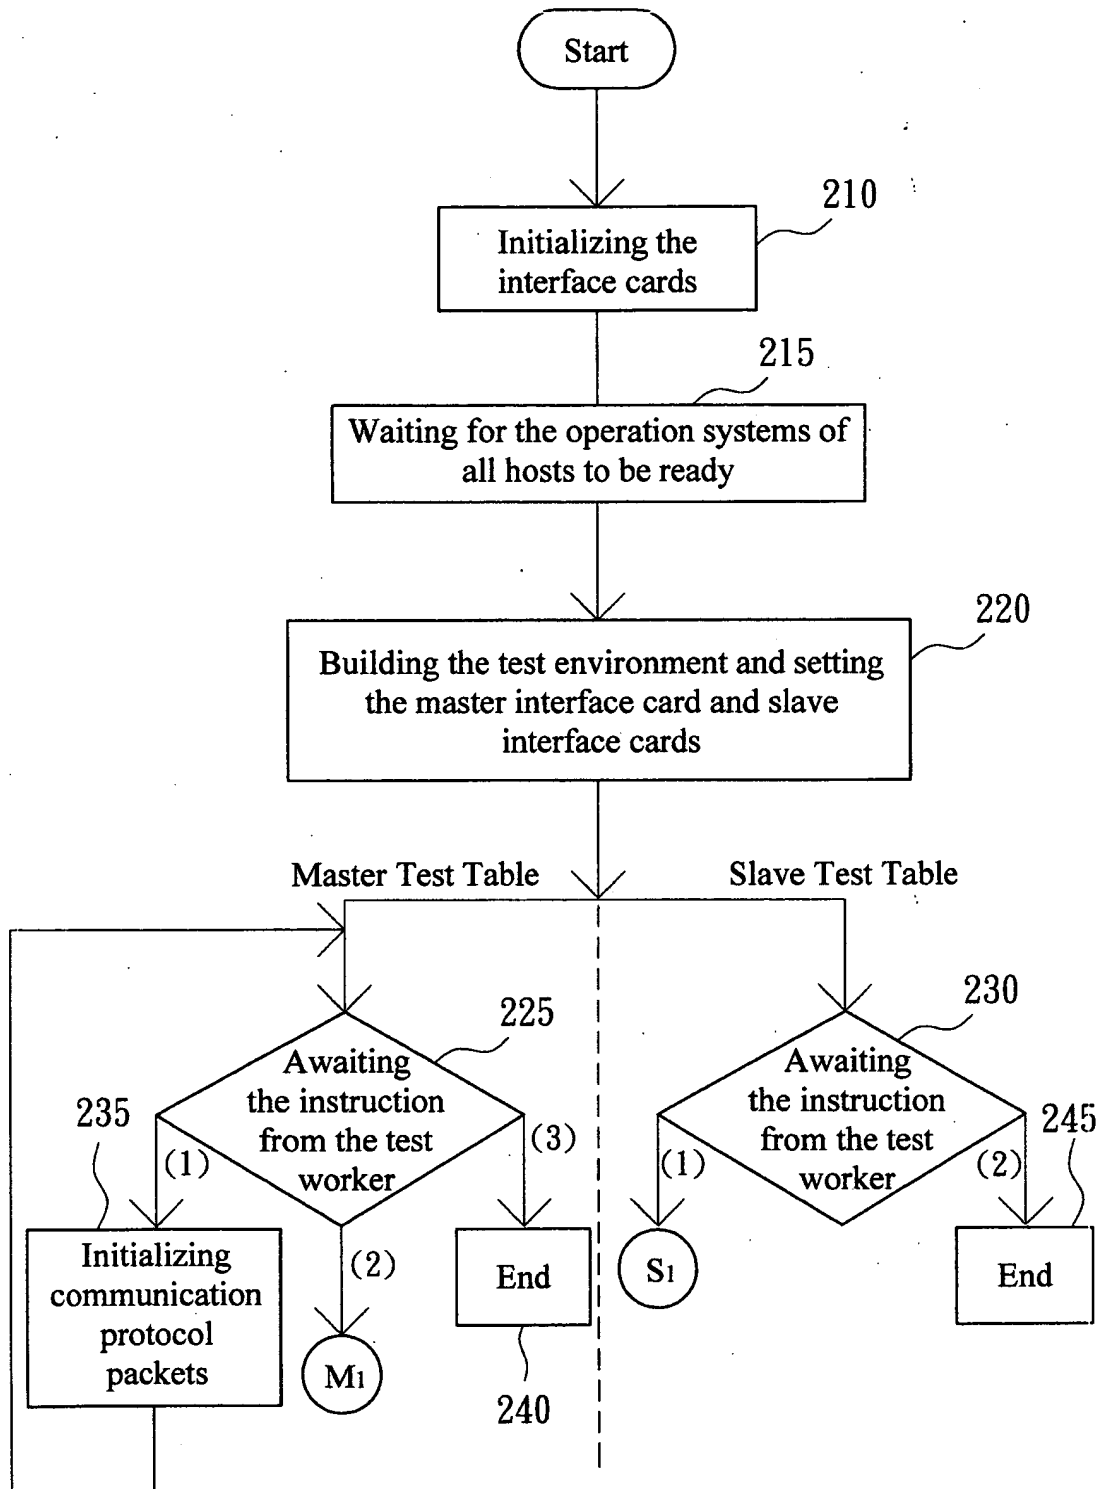 Start
210
Initializing the
interface cards
215
Waiting for the operation systems of
all hosts to be ready
220
Building the test environment and setting
the master interface card and slave
interface cards
Master Test Table
Slave Test Table
225
Awaiting
the instruction
from the test
worker
230
Awaiting
the instruction
from the test
worker
235
(1)
(2)
(3)
(1)
(2)
245
Initializing
communication
protocol
packets
M1
End
240
S1
End